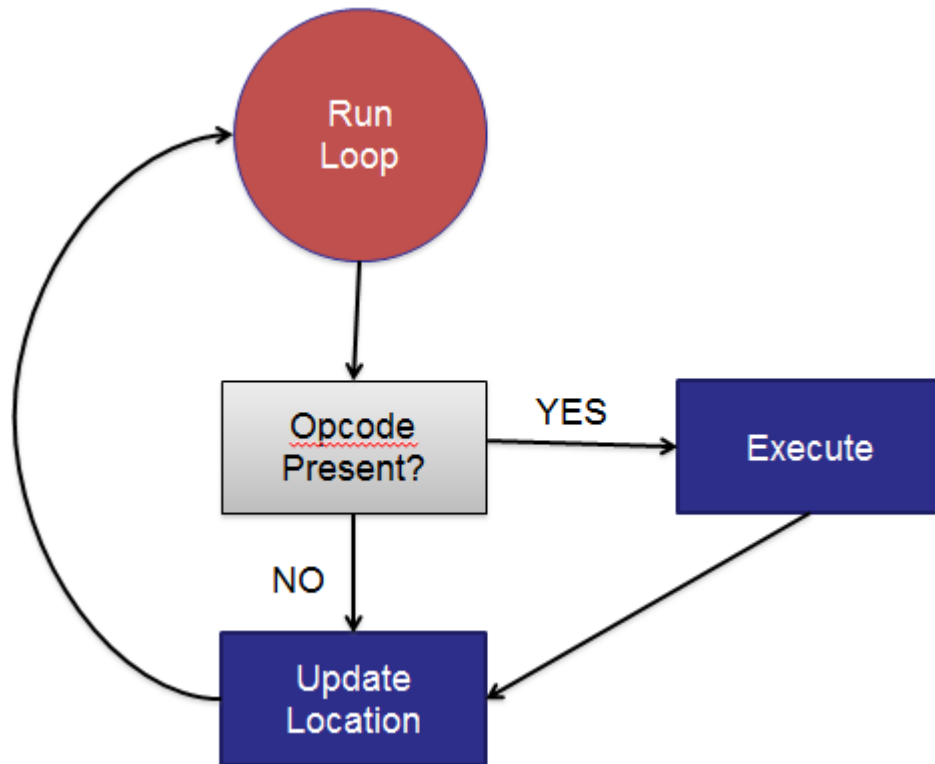 Run
Loop
Opcode
Present?
YES
Execute
NO
Update
Location